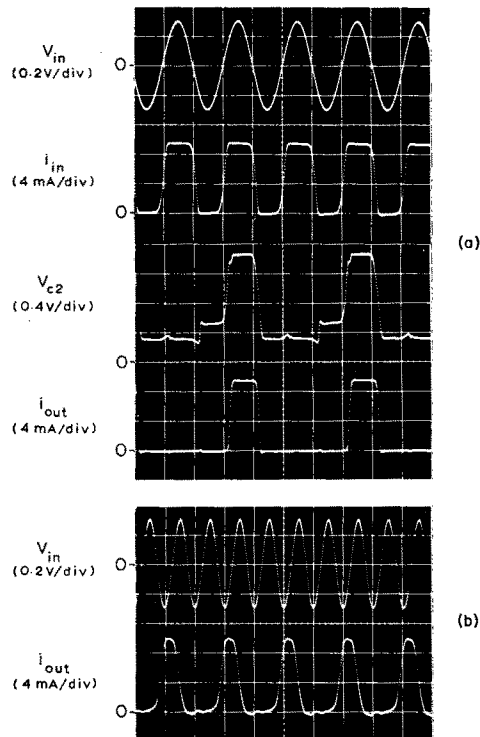 V_in
(0.2V/div)
0
i_in
(4 mA/div)
0
(a)
V_c2
(0.4V/div)
0
i_out
(4 mA/div)
0
V_in
(0.2V/div)
0
(b)
i_out
(4 mA/div)
0